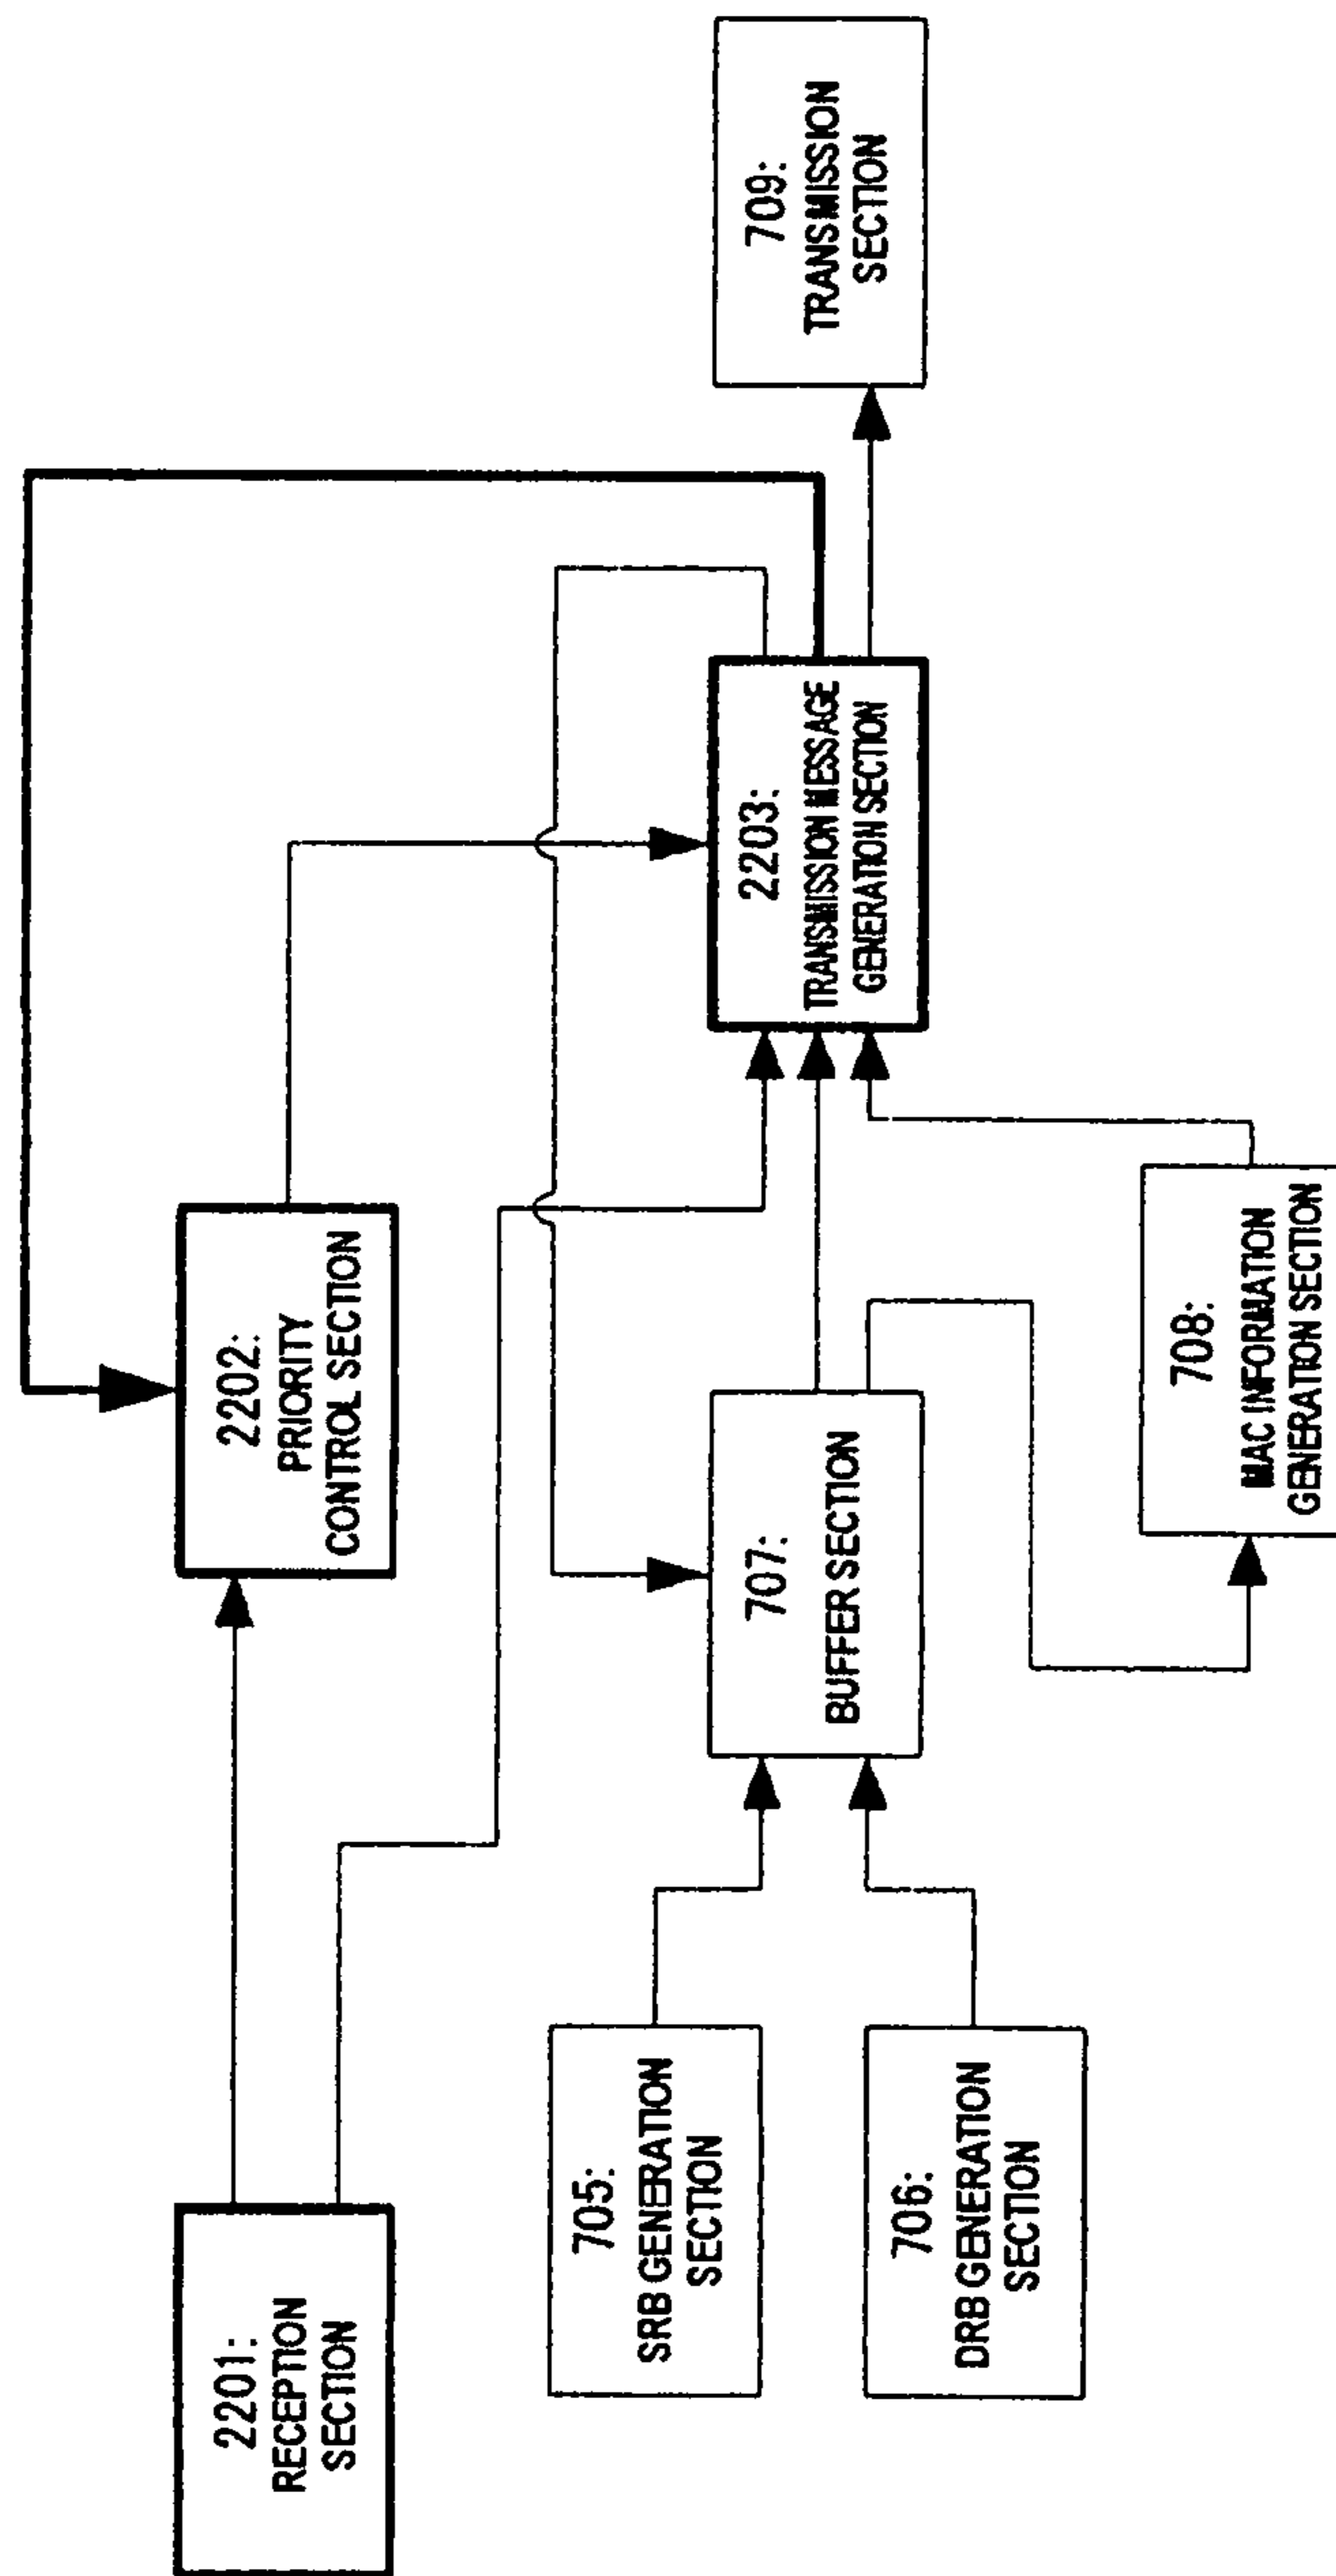 2201:
RECEPTION
SECTION
2202:
PRIORITY
CONTROL SECTION
705:
SRB GENERATION
SECTION
706:
DRB GENERATION
SECTION
707:
BUFFER SECTION
708:
MAC INFORMATION
GENERATION SECTION
2203:
TRANSMISSION MESSAGE
GENERATION SECTION
709:
TRANSMISSION
SECTION